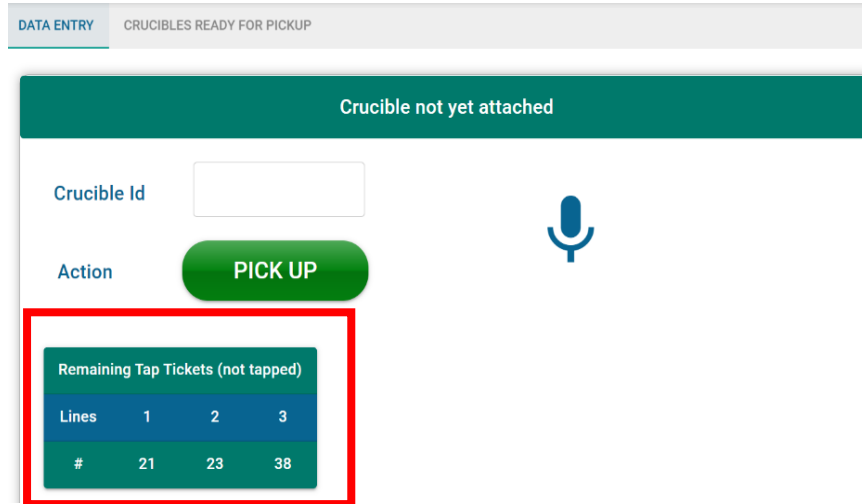 DATA ENTRY CRUCIBLES READY FOR PICKUP
Crucible not yet attached
Crucible Id
Action PICK UP
Remaining Tap Tickets (not tapped)
Lines 1 2 3
# 21 23 38